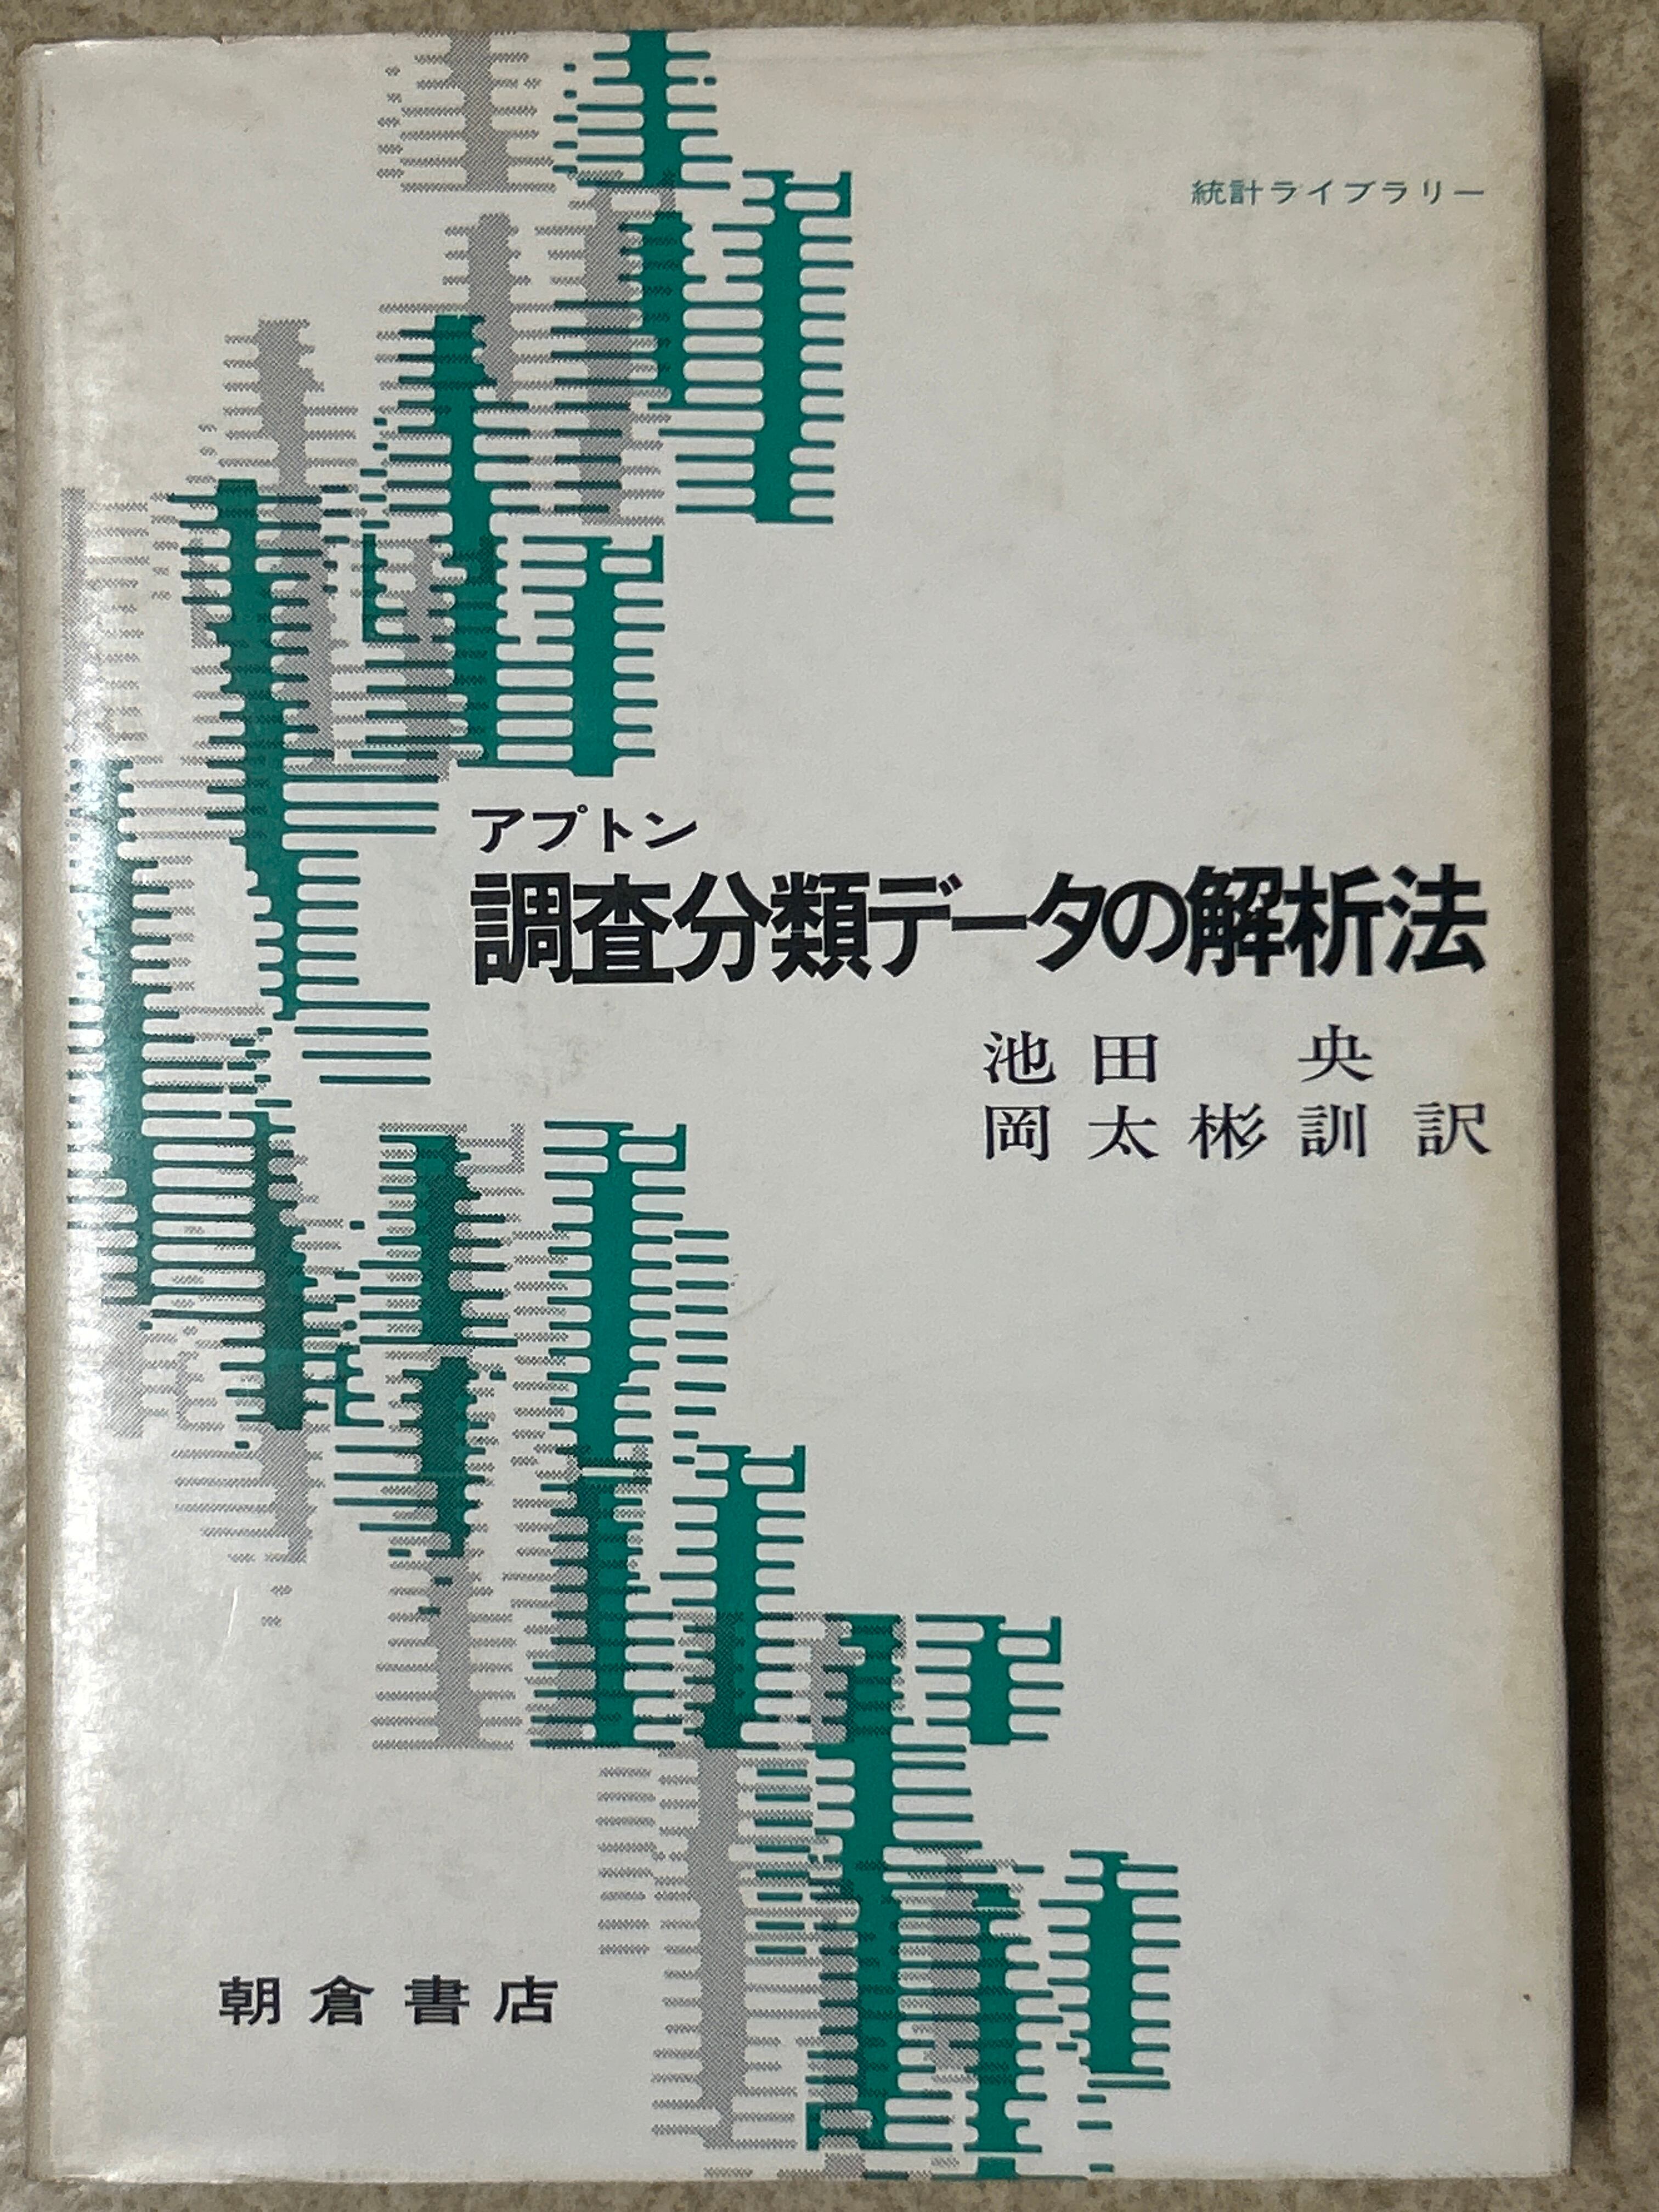 統計ライブラリー
アプトン
調査分類データの解析法
池田 央
岡太彬訓 訳
朝倉書店